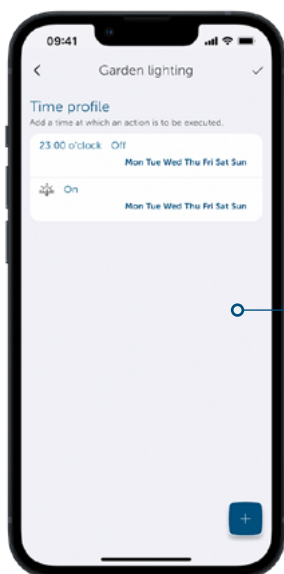 09:41
Garden lighting
Time profile
Add a time at which an action is to be executed.
23:00 o'clock Off
Mon Tue Wed Thu Fri Sat Sun
On
Mon Tue Wed Thu Fri Sat Sun
+